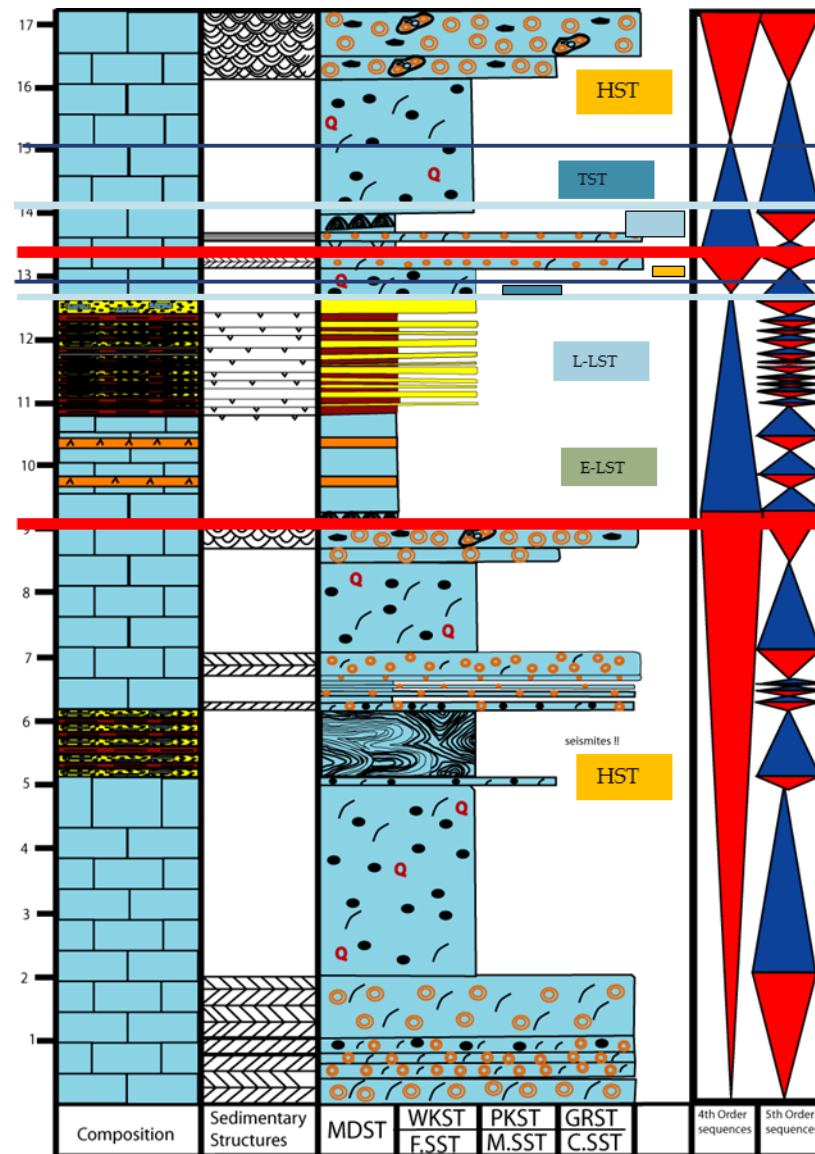 17
16
HST
Q
15
TST
Q
14
13
Q
12
L-LST
11
10
E-LST
9
8
Q
Q
7
6
seismites !!
HST
5
Q
4
Q
3
Q
2
1
Composition
Sedimentary
Structures
MDST
WKST
F.SST
PKST
M.SST
GRST
C.SST
4th Order
sequences
5th Order
sequences